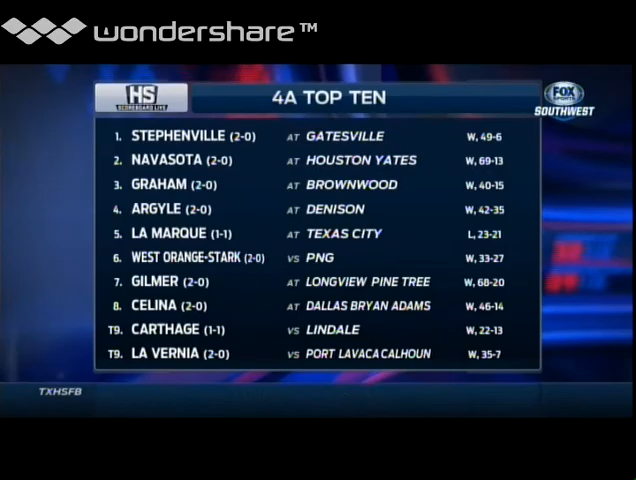 wondershare™
HS
SCOREBOARD LIVE
4A TOP TEN
FOX
SPORTS
SOUTHWEST
1. STEPHENVILLE (2-0) AT GATESVILLE W, 49-6
2. NAVASOTA (2-0) AT HOUSTON YATES W, 69-13
3. GRAHAM (2-0) AT BROWNWOOD W, 40-15
4. ARGYLE (2-0) AT DENISON W, 42-35
5. LA MARQUE (1-1) AT TEXAS CITY L, 23-21
6. WEST ORANGE-STARK (2-0) VS PNG W, 33-27
7. GILMER (2-0) AT LONGVIEW PINE TREE W, 68-20
8. CELINA (2-0) AT DALLAS BRYAN ADAMS W, 46-14
T9. CARTHAGE (1-1) VS LINDALE W, 22-13
T9. LA VERNIA (2-0) VS PORT LAVACA CALHOUN W, 35-7
TXHSFB